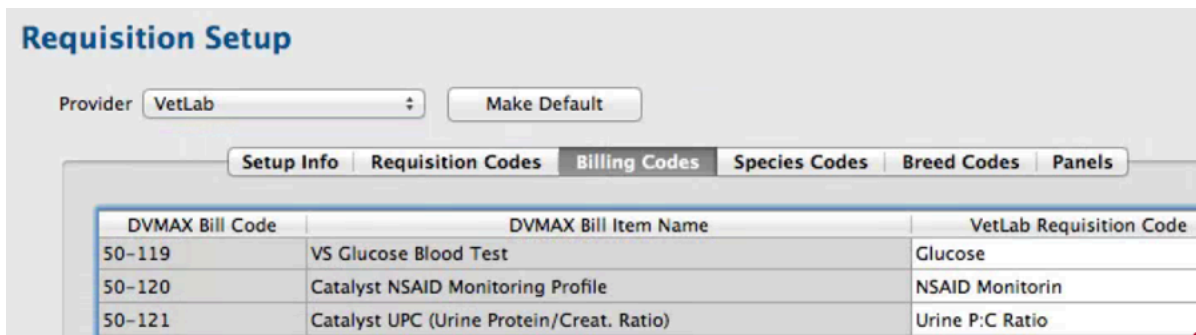 Requisition Setup
Provider VetLab Make Default
Setup Info Requisition Codes Billing Codes Species Codes Breed Codes Panels
DVMAX Bill Code DVMAX Bill Item Name VetLab Requisition Code
50-119 VS Glucose Blood Test Glucose
50-120 Catalyst NSAID Monitoring Profile NSAID Monitorin
50-121 Catalyst UPC (Urine Protein/Creat. Ratio) Urine P:C Ratio